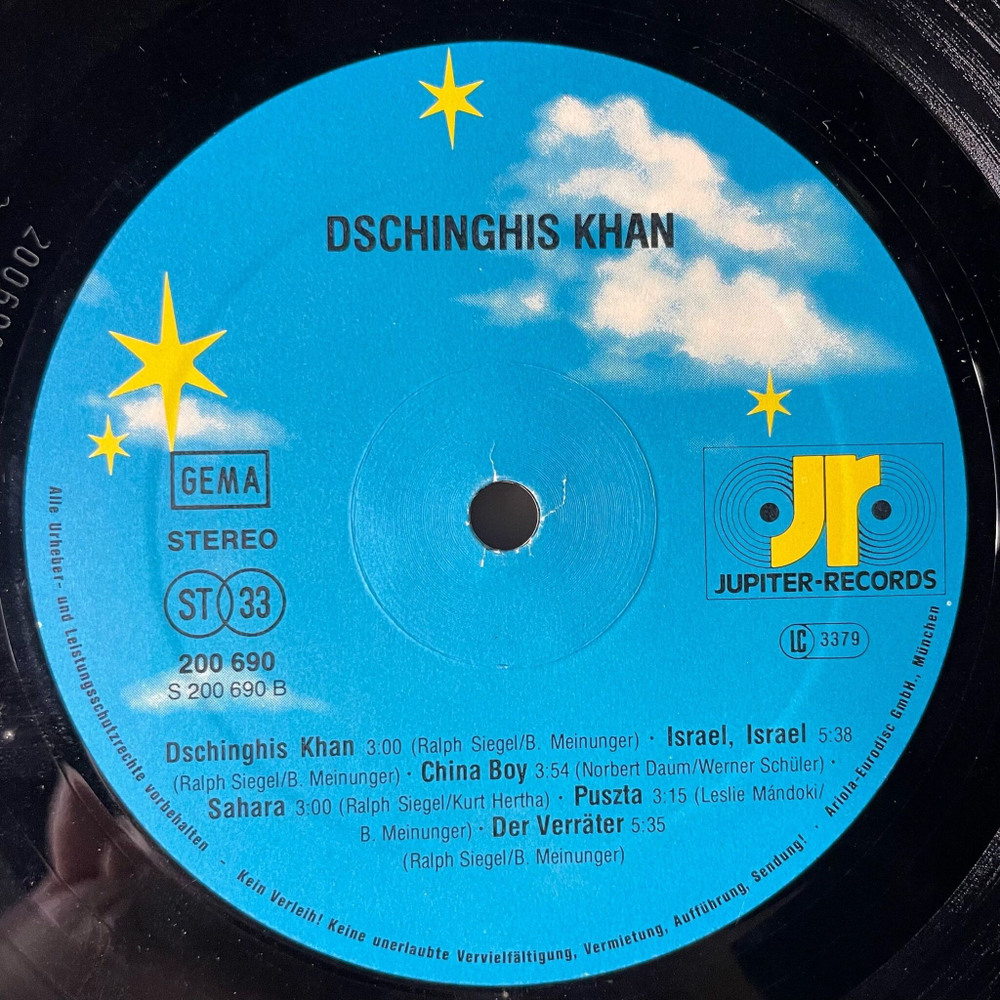 DSCHINGHIS KHAN
GEMA
STEREO
ST 33
200 690
S 200 690 B
jr
JUPITER-RECORDS
LC 3379
Dschinghis Khan 3:00 (Ralph Siegel/B. Meinunger) · Israel, Israel 5:38
(Ralph Siegel/B. Meinunger) · China Boy 3:54 (Norbert Daum/Werner Schüler) ·
Sahara 3:00 (Ralph Siegel/Kurt Hertha) · Puszta 3:15 (Leslie Mándoki/
B. Meinunger) · Der Verräter 5:35
(Ralph Siegel/B. Meinunger)
Alle Urheber- und Leistungsschutzrechte vorbehalten - Kein Verleih! Keine unerlaubte Vervielfältigung, Vermietung, Aufführung, Sendung! · Ariola-Eurodisc GmbH., München